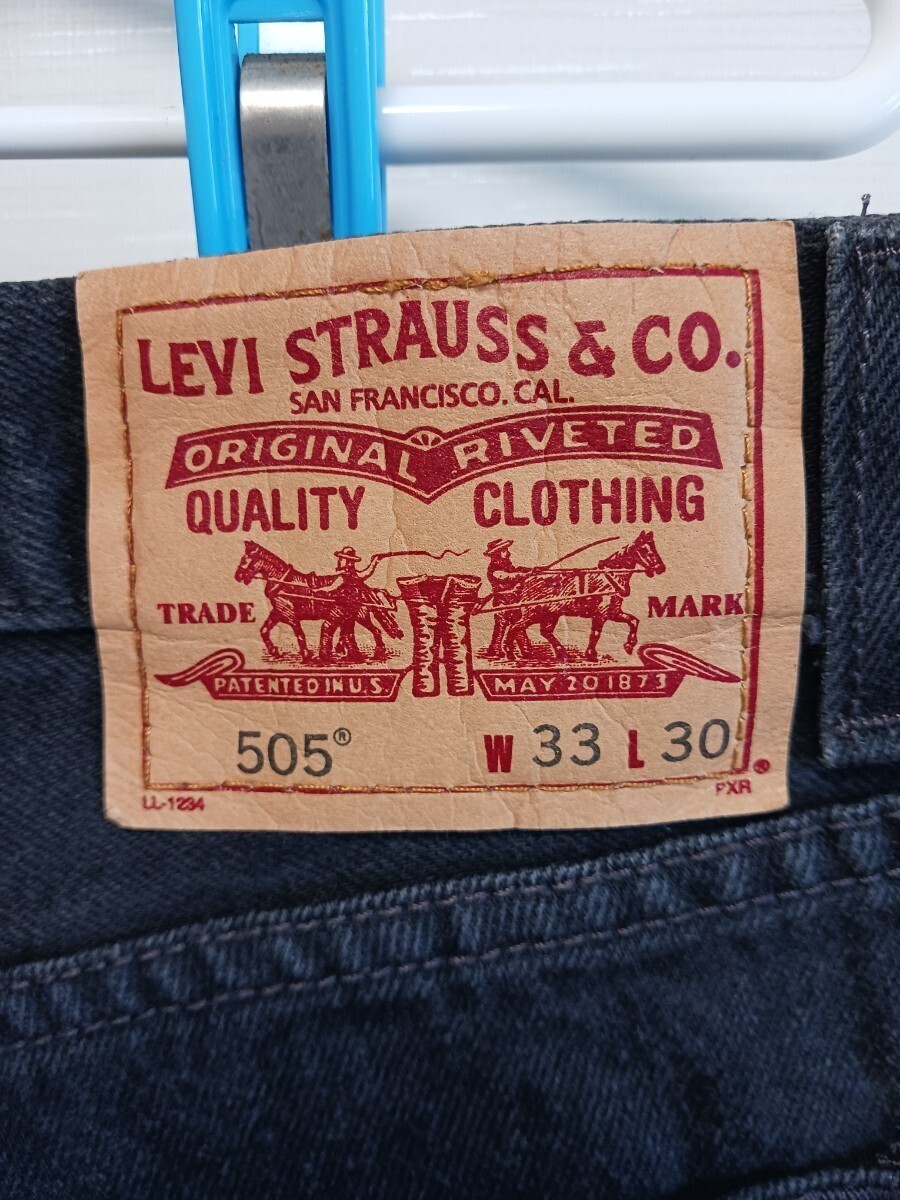 LEVI STRAUSS & CO.
SAN FRANCISCO. CAL.
ORIGINAL RIVETED
QUALITY CLOTHING
TRADE MARK
PATENTED IN U.S. MAY 20 1873
505® W 33 L 30
LL-1234 PXR ®